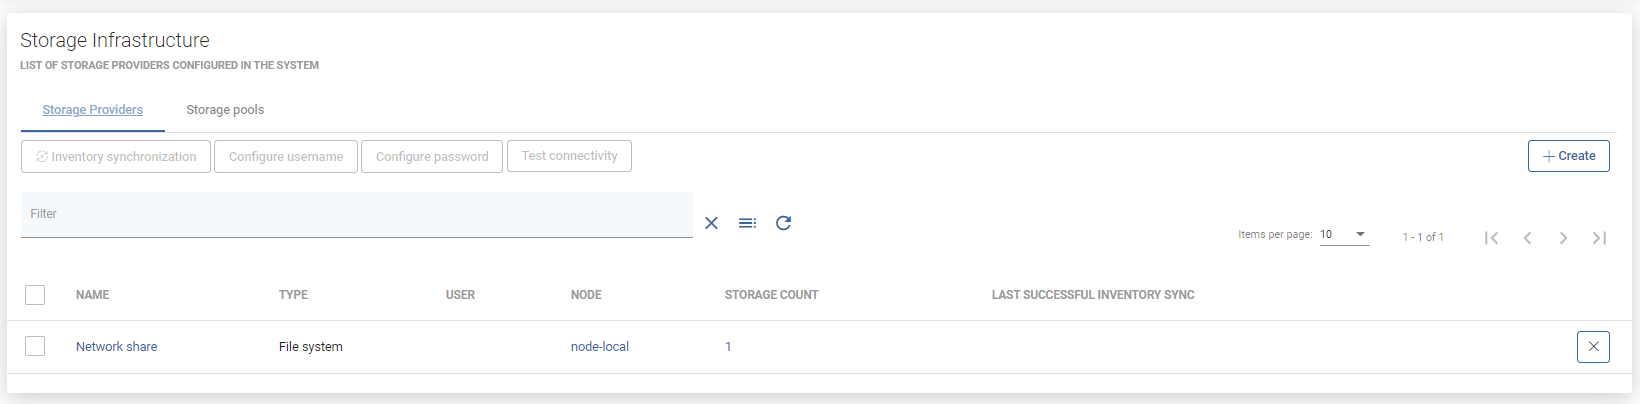 Storage Infrastructure
LIST OF STORAGE PROVIDERS CONFIGURED IN THE SYSTEM
Storage Providers Storage pools
Inventory synchronization Configure username Configure password Test connectivity Create
Filter
Items per page: 10 1 - 1 of 1
NAME TYPE USER NODE STORAGE COUNT LAST SUCCESSFUL INVENTORY SYNC
Network share File system node-local 1